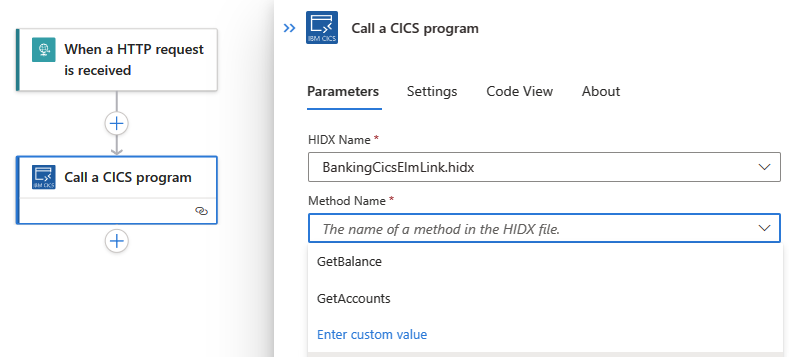 When a HTTP request
is received
IBM CICS
Call a CICS program
IBM CICS
Call a CICS program
Parameters
Settings
Code View
About
HIDX Name *
BankingCicsElmLink.hidx
Method Name *
The name of a method in the HIDX file.
GetBalance
GetAccounts
Enter custom value